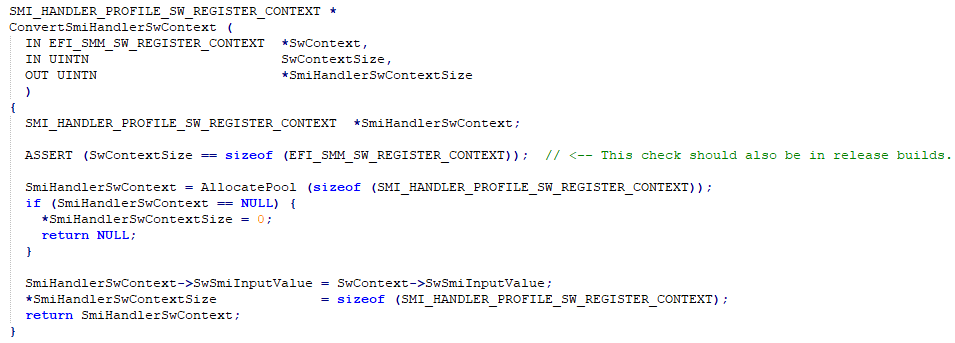 SMI_HANDLER_PROFILE_SW_REGISTER_CONTEXT *
ConvertSmiHandlerSwContext (
  IN EFI_SMM_SW_REGISTER_CONTEXT  *SwContext,
  IN UINTN                        SwContextSize,
  OUT UINTN                       *SmiHandlerSwContextSize
  )
{
  SMI_HANDLER_PROFILE_SW_REGISTER_CONTEXT  *SmiHandlerSwContext;

  ASSERT (SwContextSize == sizeof (EFI_SMM_SW_REGISTER_CONTEXT));  // <-- This check should also be in release builds.

  SmiHandlerSwContext = AllocatePool (sizeof (SMI_HANDLER_PROFILE_SW_REGISTER_CONTEXT));
  if (SmiHandlerSwContext == NULL) {
    *SmiHandlerSwContextSize = 0;
    return NULL;
  }

  SmiHandlerSwContext->SwSmiInputValue = SwContext->SwSmiInputValue;
  *SmiHandlerSwContextSize             = sizeof (SMI_HANDLER_PROFILE_SW_REGISTER_CONTEXT);
  return SmiHandlerSwContext;
}